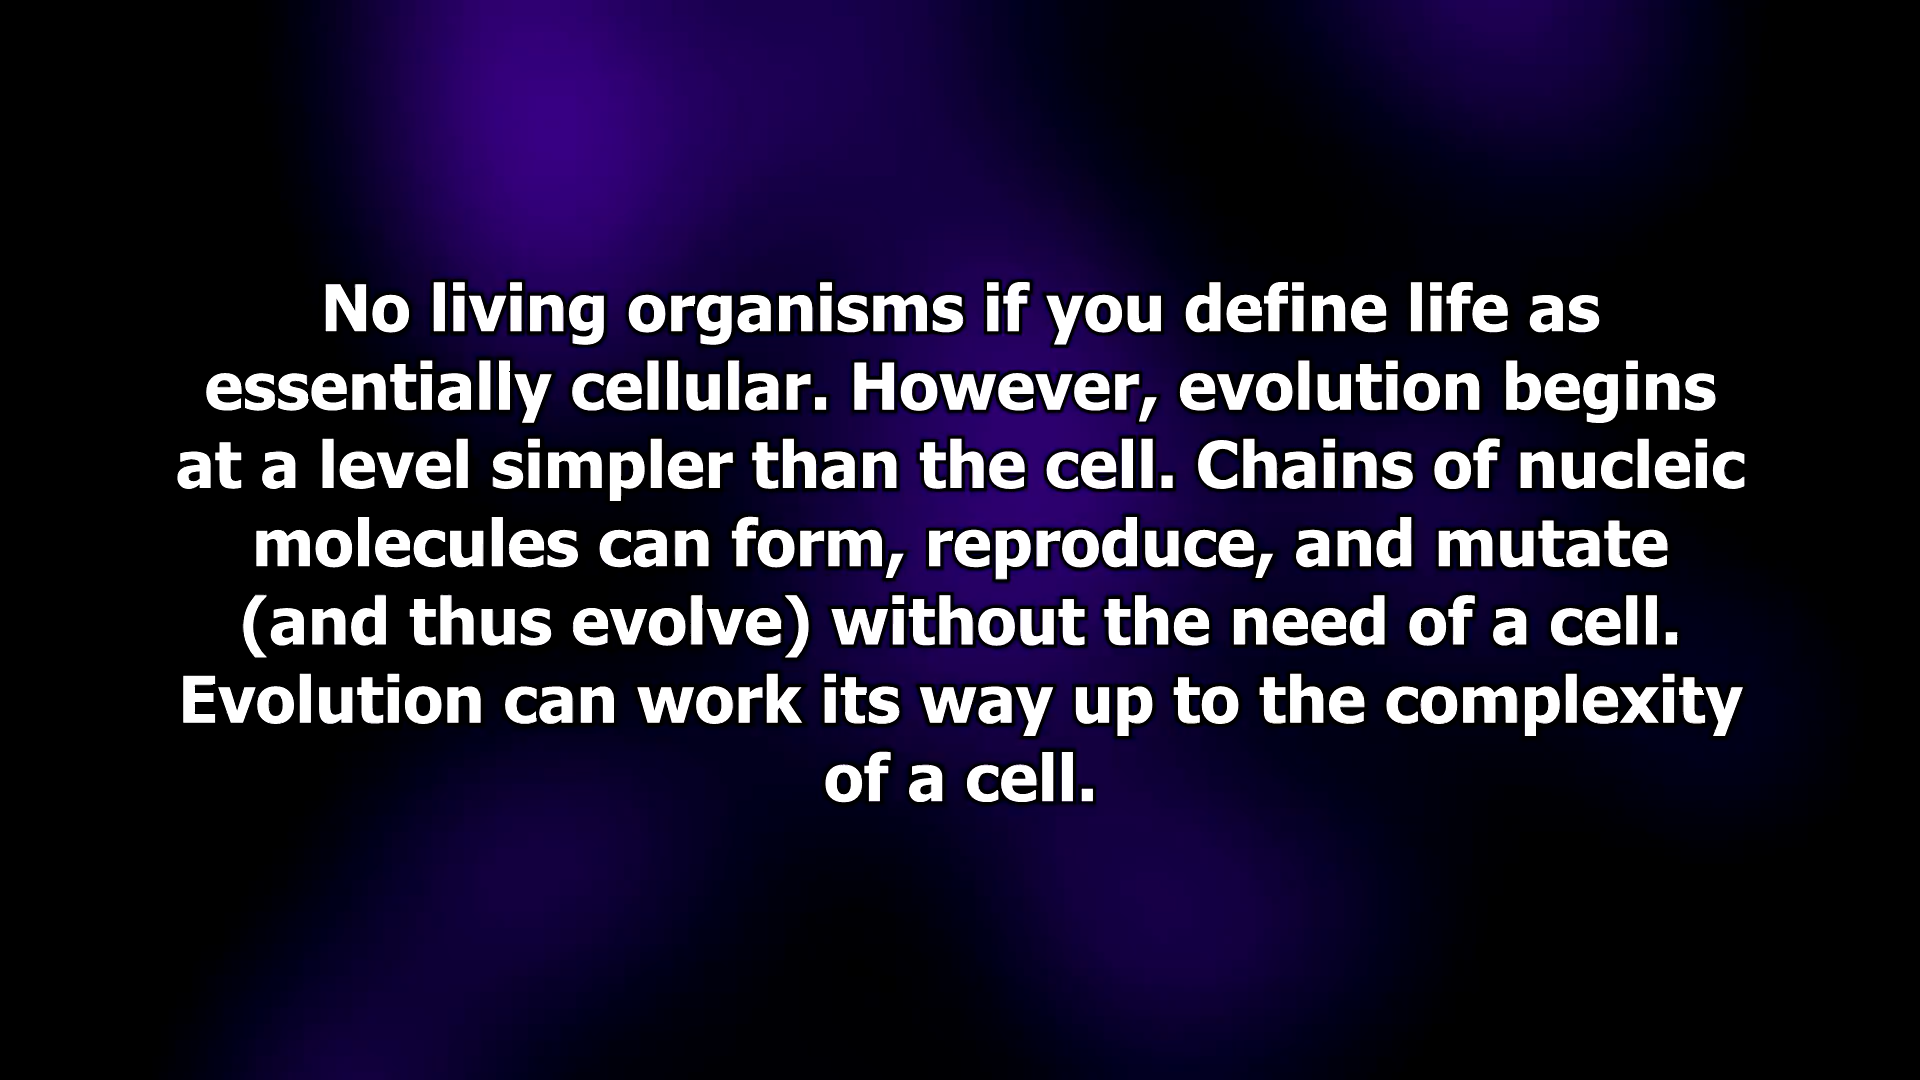 No living organisms if you define life as
essentially cellular. However, evolution begins
at a level simpler than the cell. Chains of nucleic
molecules can form, reproduce, and mutate
(and thus evolve) without the need of a cell.
Evolution can work its way up to the complexity
of a cell.